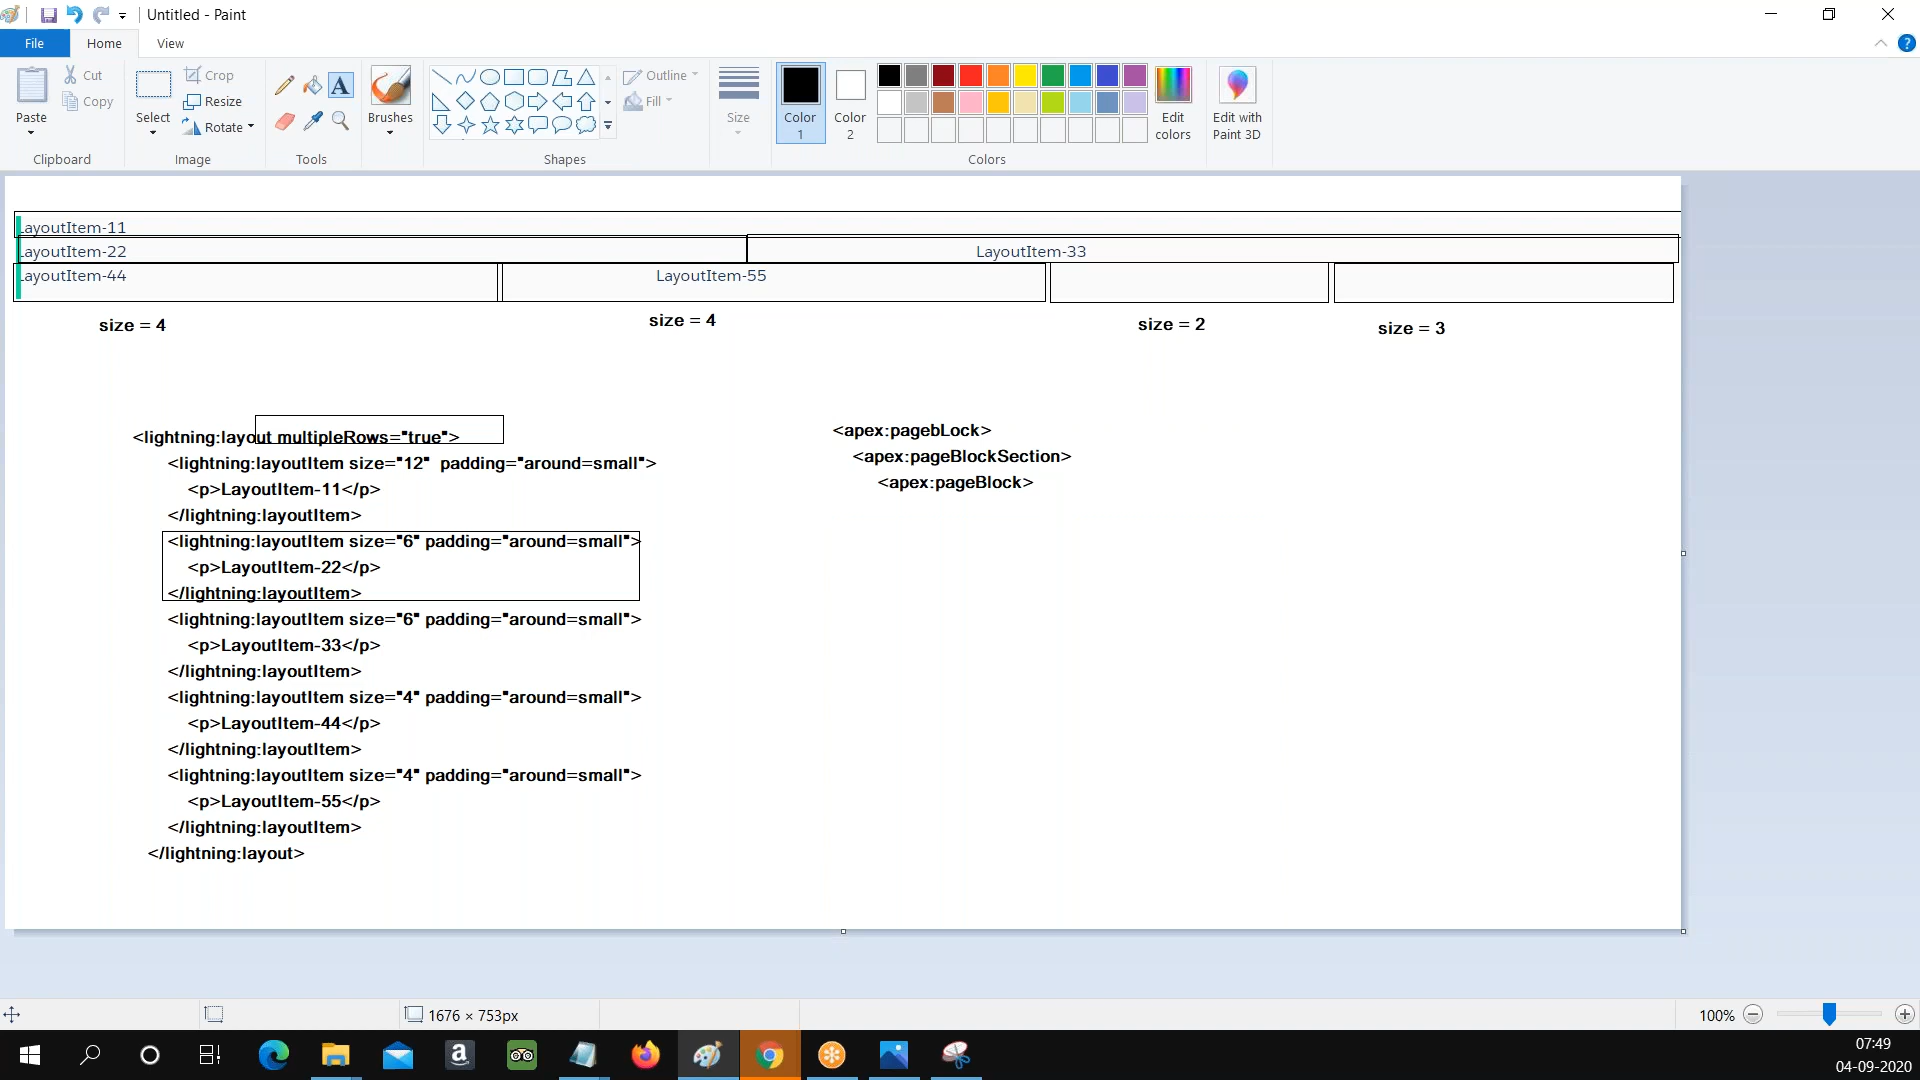 Untitled - Paint
File
Home
View
Paste
Cut
Copy
Clipboard
Select
Crop
Resize
Rotate
Image
A
Tools
Brushes
Outline
Fill
Shapes
Size
Color
1
Color
2
Edit
colors
Edit with
Paint 3D
Colors
LayoutItem-11
LayoutItem-22
LayoutItem-33
LayoutItem-44
LayoutItem-55
size = 4
size = 4
size = 2
size = 3
<lightning:layout multipleRows="true">
<lightning:layoutItem size="12"  padding="around=small">
<p>LayoutItem-11</p>
</lightning:layoutItem>
<lightning:layoutItem size="6" padding="around=small">
<p>LayoutItem-22</p>
</lightning:layoutItem>
<lightning:layoutItem size="6" padding="around=small">
<p>LayoutItem-33</p>
</lightning:layoutItem>
<lightning:layoutItem size="4" padding="around=small">
<p>LayoutItem-44</p>
</lightning:layoutItem>
<lightning:layoutItem size="4" padding="around=small">
<p>LayoutItem-55</p>
</lightning:layoutItem>
</lightning:layout>
<apex:pagebLock>
<apex:pageBlockSection>
<apex:pageBlock>
1676 × 753px
100%
07:49
04-09-2020